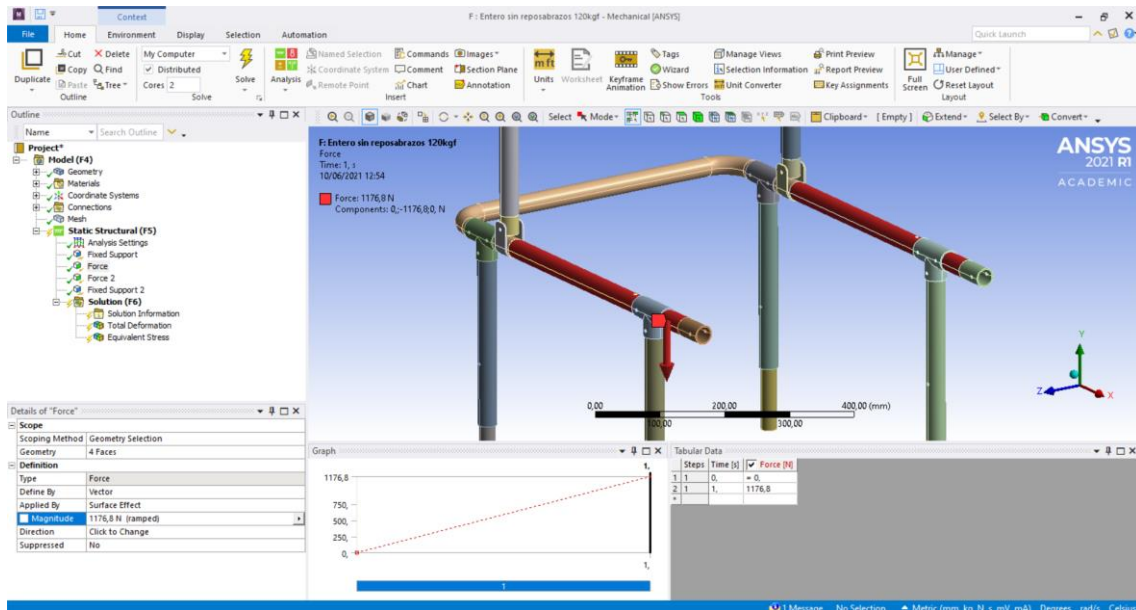 Context
F : Entero sin reposabrazos 120kgf - Mechanical [ANSYS]
File Home Environment Display Selection Automation
Quick Launch
Duplicate
Cut
Copy
Paste
Delete
Find
Tree
Outline
My Computer
Distributed
Cores 2
Solve
Solve
Analysis
Named Selection
Coordinate System
Remote Point
Commands
Comment
Chart
Images
Section Plane
Annotation
Insert
Units
Worksheet
Keyframe
Animation
Tags
Wizard
Show Errors
Manage Views
Selection Information
Unit Converter
Print Preview
Report Preview
Key Assignments
Tools
Full
Screen
Manage
User Defined
Reset Layout
Layout
Outline
Name Search Outline
Select Mode Clipboard [ Empty ] Extend Select By Convert
Project*
Model (F4)
Geometry
Materials
Coordinate Systems
Connections
Mesh
Static Structural (F5)
Analysis Settings
Fixed Support
Force
Force 2
Fixed Support 2
Solution (F6)
Solution Information
Total Deformation
Equivalent Stress
F: Entero sin reposabrazos 120kgf
Force
Time: 1, s
10/06/2021 12:54
Force: 1176,8 N
Components: 0,;-1176,8;0, N
ANSYS
2021 R1
ACADEMIC
Y
Z
X
0,00 200,00 400,00 (mm)
100,00 300,00
Details of "Force"
Scope
Scoping Method Geometry Selection
Geometry 4 Faces
Definition
Type Force
Define By Vector
Applied By Surface Effect
Magnitude 1176,8 N (ramped)
Direction Click to Change
Suppressed No
Graph
1,
1176,8
750,
500,
250,
0,
1,
1
Tabular Data
Steps Time [s] Force [N]
1 1 0, = 0,
2 1 1, 1176,8
*
1 Message No Selection Metric (mm, kg, N, s, mV, mA) Degrees rad/s Celsius